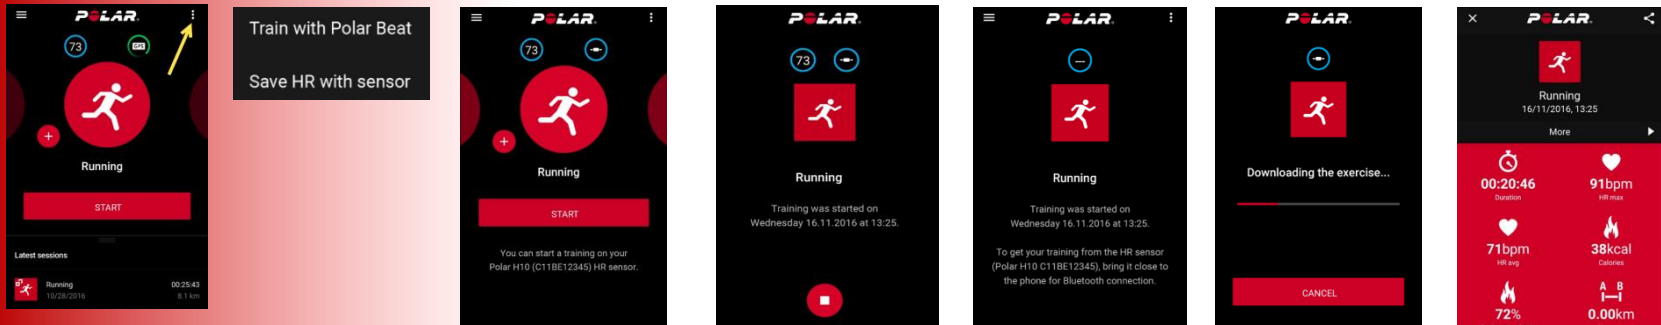 POLAR.
73
GPS
Running
START
Latest sessions
Running
00:25:43
10/28/2016
8.1 km
Train with Polar Beat
Save HR with sensor
POLAR.
73
Running
START
You can start a training on your
Polar H10 (C11BE12345) HR sensor.
POLAR.
73
Running
Training was started on
Wednesday 16.11.2016 at 13:25.
POLAR.
---
Running
Training was started on
Wednesday 16.11.2016 at 13:25.
To get your training from the HR sensor
(Polar H10 C11BE12345), bring it close to
the phone for Bluetooth connection.
POLAR.
Downloading the exercise...
CANCEL
POLAR.
Running
16/11/2016, 13:25
More
00:20:46
Duration
91bpm
HR max
71bpm
HR avg
38kcal
Calories
72%
A B
0.00km